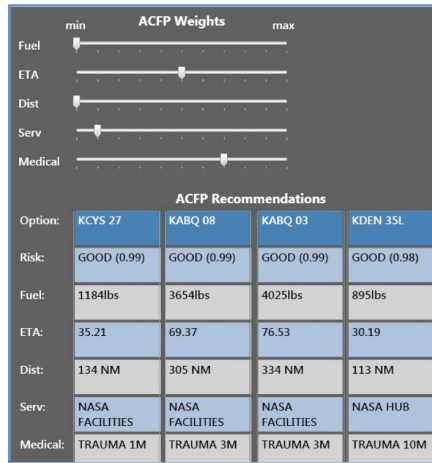 ACFP Weights
min max
Fuel
ETA
Dist
Serv
Medical
ACFP Recommendations
Option: KCYS 27 KABQ 08 KABQ 03 KDEN 35L
Risk: GOOD (0.99) GOOD (0.99) GOOD (0.99) GOOD (0.98)
Fuel: 1184lbs 3654lbs 4025lbs 895lbs
ETA: 35.21 69.37 76.53 30.19
Dist: 134 NM 305 NM 334 NM 113 NM
Serv: NASA FACILITIES NASA FACILITIES NASA FACILITIES NASA HUB
Medical: TRAUMA 1M TRAUMA 3M TRAUMA 3M TRAUMA 10M